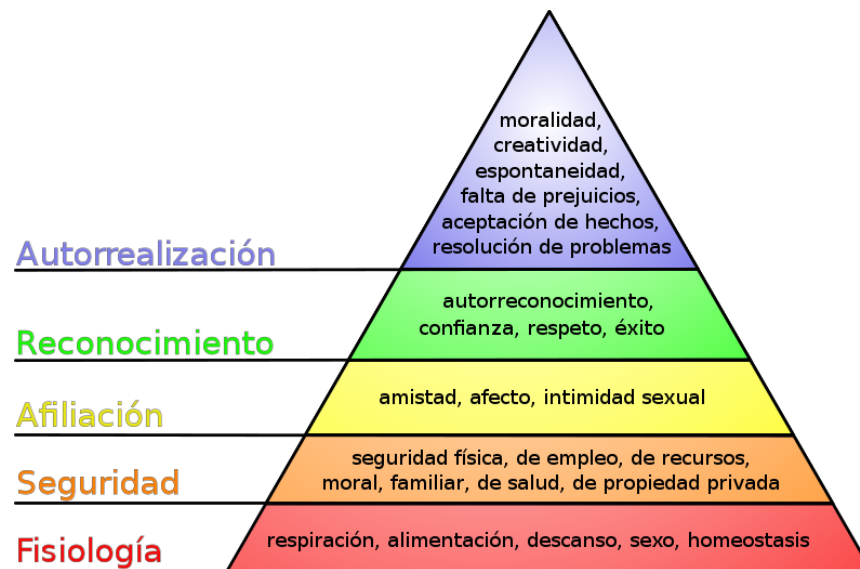 moralidad,
creatividad,
espontaneidad,
falta de prejuicios,
aceptación de hechos,
resolución de problemas
Autorrealización
autorreconocimiento,
confianza, respeto, éxito
Reconocimiento
amistad, afecto, intimidad sexual
Afiliación
seguridad física, de empleo, de recursos,
moral, familiar, de salud, de propiedad privada
Seguridad
respiración, alimentación, descanso, sexo, homeostasis
Fisiología